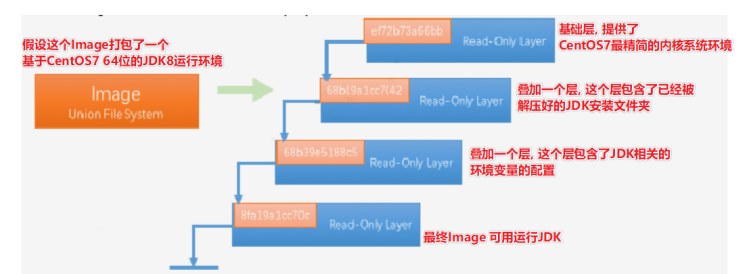 假设这个Image打包了一个
基于CentOS7 64位的JDK8运行环境
Image
Union File System
ef72b73a66bb
Read-Only Layer
基础层, 提供了
CentOS7最精简的内核系统环境
Read-Only Layer
叠加一个层, 这个层包含了已经被
解压好的JDK安装文件夹
68b39e5188c5
Read-Only Layer
叠加一个层, 这个层包含了JDK相关的
环境变量的配置
8fa19a1cc70c
Read-Only Layer
最终Image 可用运行JDK